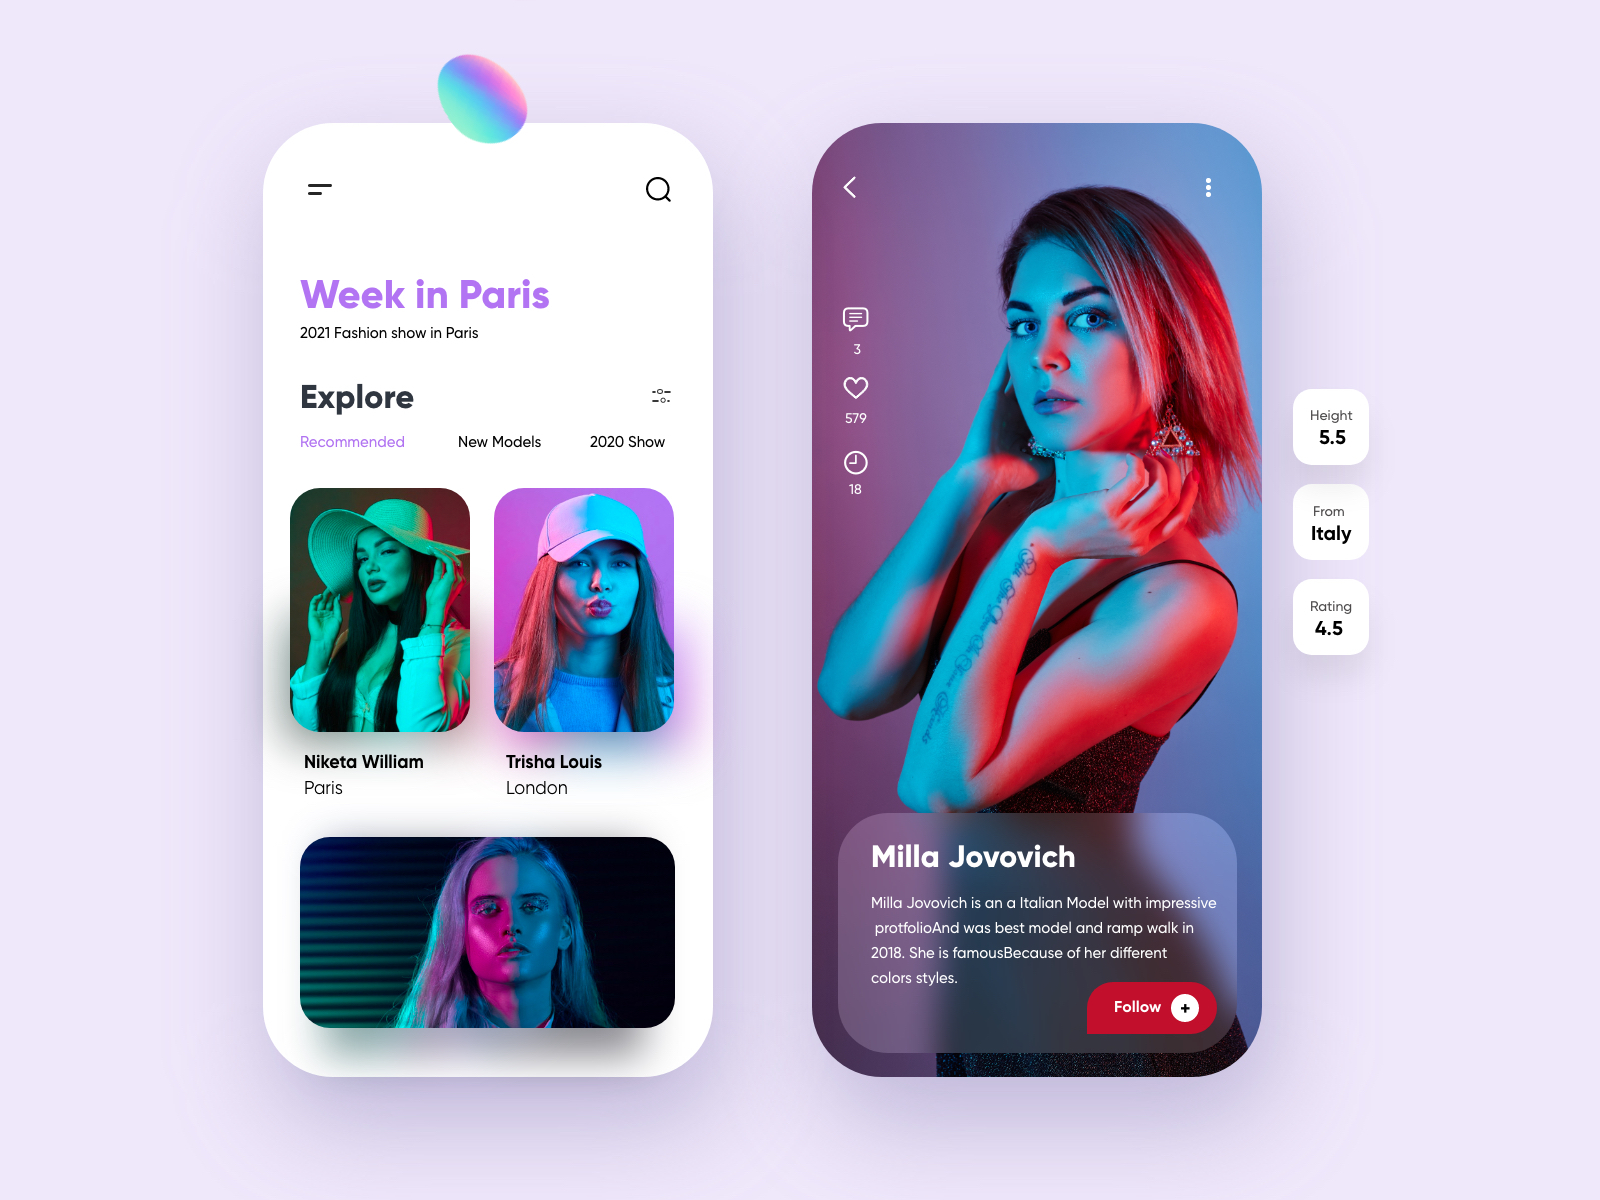 Week in Paris
2021 Fashion show in Paris
Explore
Recommended New Models 2020 Show
Niketa William
Paris
Trisha Louis
London
3
579
18
Milla Jovovich
Milla Jovovich is an a Italian Model with impressive
protfolioAnd was best model and ramp walk in
2018. She is famousBecause of her different
colors styles.
Follow
Height
5.5
From
Italy
Rating
4.5